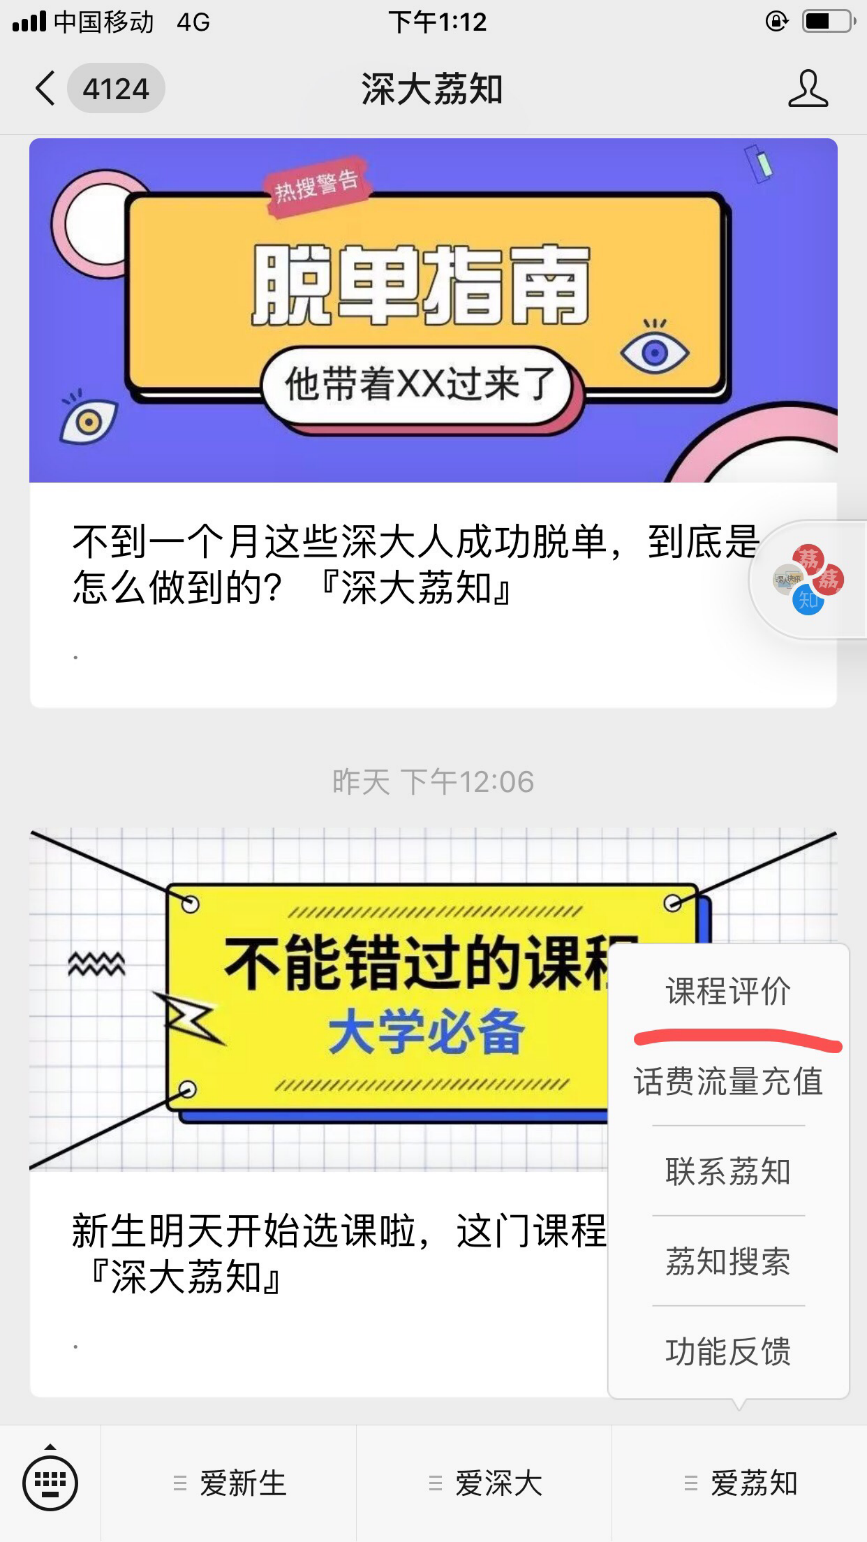 中国移动 4G 下午1:12
4124 深大荔知
热搜警告
脱单指南
他带着XX过来了
不到一个月这些深大人成功脱单，到底是
怎么做到的？『深大荔知』
.
荔
荔
知
昨天 下午12:06
不能错过的课程
大学必备
新生明天开始选课啦，这门课程
『深大荔知』
.
课程评价
话费流量充值
联系荔知
荔知搜索
功能反馈
爱新生 爱深大 爱荔知